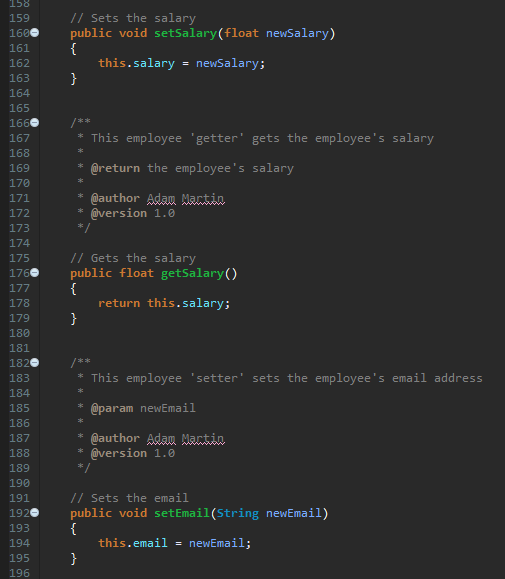 158
159 // Sets the salary
160 public void setSalary(float newSalary)
161 {
162 this.salary = newSalary;
163 }
164
165
166 /**
167 * This employee 'getter' gets the employee's salary
168 *
169 * @return the employee's salary
170 *
171 * @author Adam Martin
172 * @version 1.0
173 */
174
175 // Gets the salary
176 public float getSalary()
177 {
178 return this.salary;
179 }
180
181
182 /**
183 * This employee 'setter' sets the employee's email address
184 *
185 * @param newEmail
186 *
187 * @author Adam Martin
188 * @version 1.0
189 */
190
191 // Sets the email
192 public void setEmail(String newEmail)
193 {
194 this.email = newEmail;
195 }
196